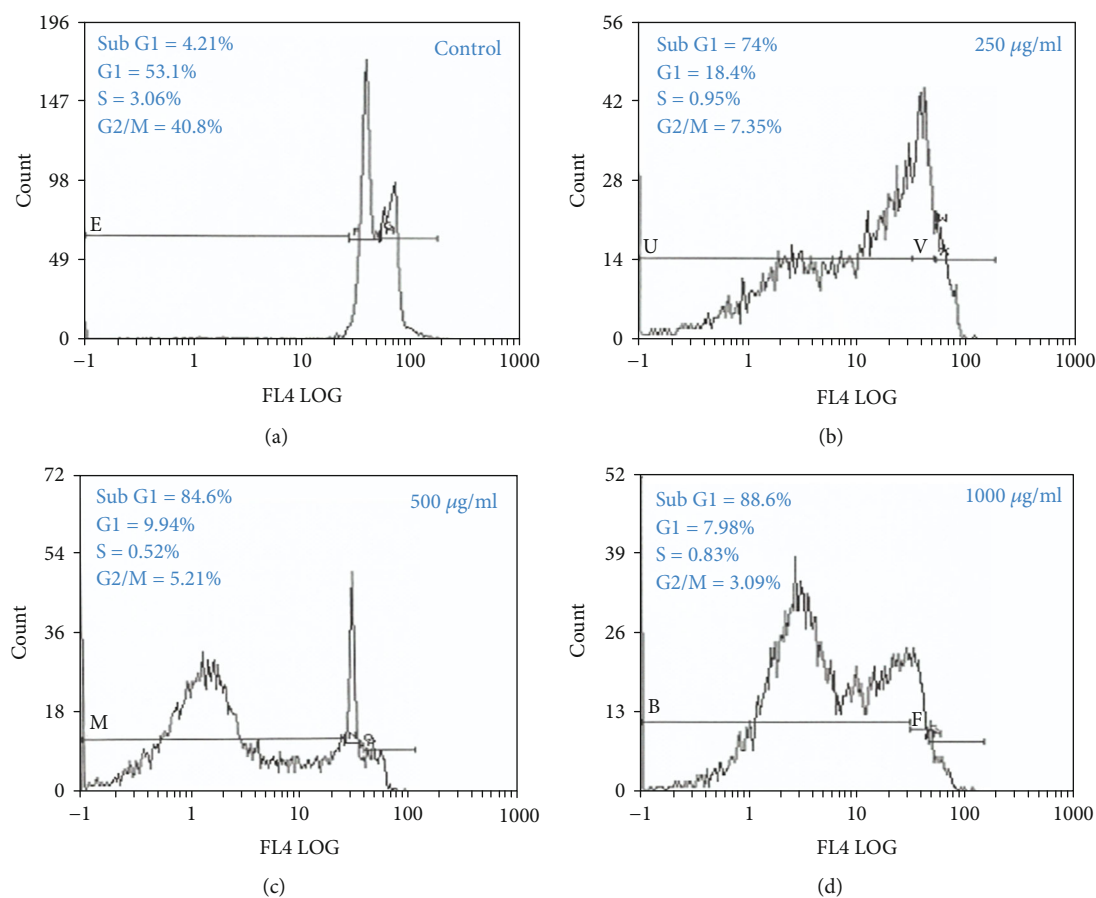 196
147
98
49
0
Count
Sub G1 = 4.21%
G1 = 53.1%
S = 3.06%
G2/M = 40.8%
Control
E
−1
1
10
100
1000
FL4 LOG
(a)
56
42
28
14
0
Count
Sub G1 = 74%
G1 = 18.4%
S = 0.95%
G2/M = 7.35%
250 μg/ml
U
V
−1
1
10
100
1000
FL4 LOG
(b)
72
54
36
18
0
Count
Sub G1 = 84.6%
G1 = 9.94%
S = 0.52%
G2/M = 5.21%
500 μg/ml
M
−1
1
10
100
1000
FL4 LOG
(c)
52
39
26
13
0
Count
Sub G1 = 88.6%
G1 = 7.98%
S = 0.83%
G2/M = 3.09%
1000 μg/ml
B
F
−1
1
10
100
1000
FL4 LOG
(d)